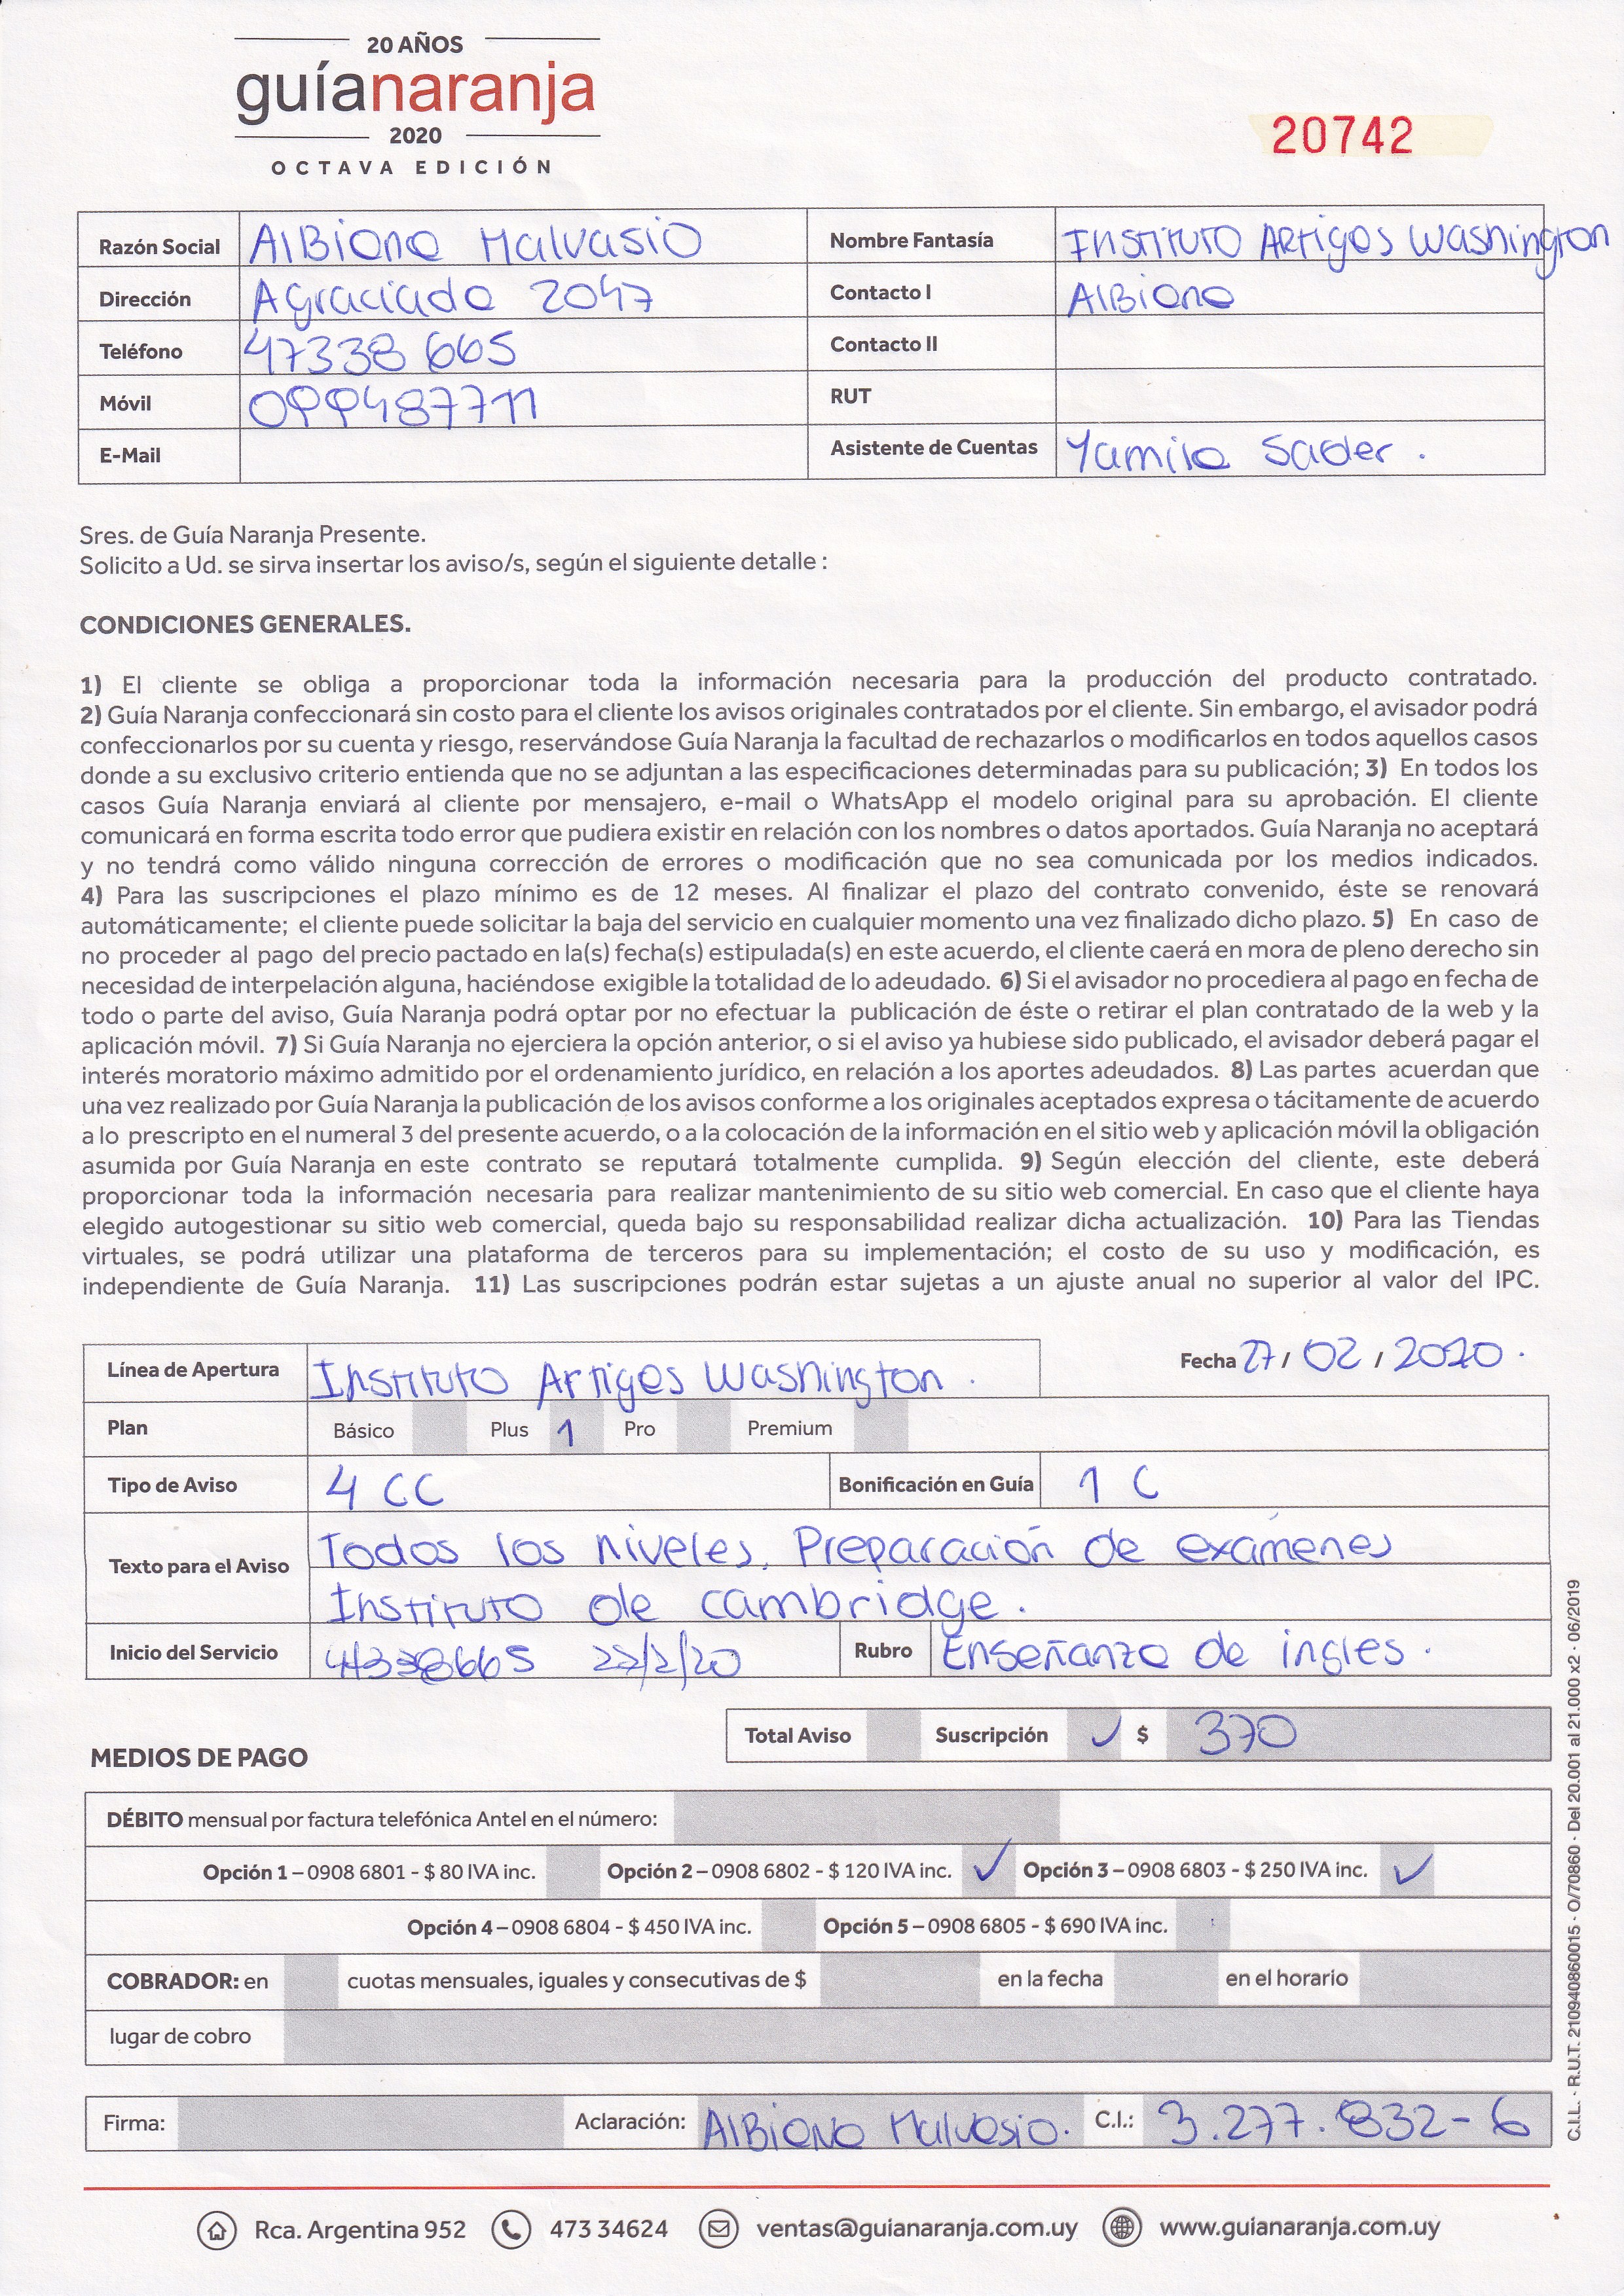 20 AÑOS
guíanaranja
2020
OCTAVA EDICIÓN
20742
Razón Social AlBiana Malvasio Nombre Fantasía Instituto Artigas Washington
Dirección Agraciada 2047 Contacto I AlBiana
Teléfono 47338 665 Contacto II
Móvil 099487711 RUT
E-Mail Asistente de Cuentas Yamila Sader .
Sres. de Guía Naranja Presente.
Solicito a Ud. se sirva insertar los aviso/s, según el siguiente detalle :
CONDICIONES GENERALES.
1) El cliente se obliga a proporcionar toda la información necesaria para la producción del producto contratado.
2) Guía Naranja confeccionará sin costo para el cliente los avisos originales contratados por el cliente. Sin embargo, el avisador podrá
confeccionarlos por su cuenta y riesgo, reservándose Guía Naranja la facultad de rechazarlos o modificarlos en todos aquellos casos
donde a su exclusivo criterio entienda que no se adjuntan a las especificaciones determinadas para su publicación; 3) En todos los
casos Guía Naranja enviará al cliente por mensajero, e-mail o WhatsApp el modelo original para su aprobación. El cliente
comunicará en forma escrita todo error que pudiera existir en relación con los nombres o datos aportados. Guía Naranja no aceptará
y no tendrá como válido ninguna corrección de errores o modificación que no sea comunicada por los medios indicados.
4) Para las suscripciones el plazo mínimo es de 12 meses. Al finalizar el plazo del contrato convenido, éste se renovará
automáticamente; el cliente puede solicitar la baja del servicio en cualquier momento una vez finalizado dicho plazo. 5) En caso de
no proceder al pago del precio pactado en la(s) fecha(s) estipulada(s) en este acuerdo, el cliente caerá en mora de pleno derecho sin
necesidad de interpelación alguna, haciéndose exigible la totalidad de lo adeudado. 6) Si el avisador no procediera al pago en fecha de
todo o parte del aviso, Guía Naranja podrá optar por no efectuar la publicación de éste o retirar el plan contratado de la web y la
aplicación móvil. 7) Si Guía Naranja no ejerciera la opción anterior, o si el aviso ya hubiese sido publicado, el avisador deberá pagar el
interés moratorio máximo admitido por el ordenamiento jurídico, en relación a los aportes adeudados. 8) Las partes acuerdan que
una vez realizado por Guía Naranja la publicación de los avisos conforme a los originales aceptados expresa o tácitamente de acuerdo
a lo prescripto en el numeral 3 del presente acuerdo, o a la colocación de la información en el sitio web y aplicación móvil la obligación
asumida por Guía Naranja en este contrato se reputará totalmente cumplida. 9) Según elección del cliente, este deberá
proporcionar toda la información necesaria para realizar mantenimiento de su sitio web comercial. En caso que el cliente haya
elegido autogestionar su sitio web comercial, queda bajo su responsabilidad realizar dicha actualización. 10) Para las Tiendas
virtuales, se podrá utilizar una plataforma de terceros para su implementación; el costo de su uso y modificación, es
independiente de Guía Naranja. 11) Las suscripciones podrán estar sujetas a un ajuste anual no superior al valor del IPC.
Línea de Apertura Instituto Artigas Washington . Fecha 27 / 02 / 2020 .
Plan Básico Plus 1 Pro Premium
Tipo de Aviso 4 CC Bonificación en Guía 1 C
Texto para el Aviso Todos los niveles. Preparación de exámenes
Instituto de cambridge .
Inicio del Servicio 47338665 27/2/20 Rubro Enseñanza de ingles .
Total Aviso Suscripción ✓ $ 370
MEDIOS DE PAGO
DÉBITO mensual por factura telefónica Antel en el número:
Opción 1 – 0908 6801 - $ 80 IVA inc. Opción 2 – 0908 6802 - $ 120 IVA inc. ✓ Opción 3 – 0908 6803 - $ 250 IVA inc. ✓
Opción 4 – 0908 6804 - $ 450 IVA inc. Opción 5 – 0908 6805 - $ 690 IVA inc.
COBRADOR: en cuotas mensuales, iguales y consecutivas de $ en la fecha en el horario
lugar de cobro
Firma: Aclaración: AlBiana Malvasio. C.I.: 3.277.832-6
Rca. Argentina 952 473 34624 ventas@guianaranja.com.uy www.guianaranja.com.uy
C.I.L. - R.U.T. 210940860015 - O/70860 - Del 20.001 al 21.000 x2 - 06/2019